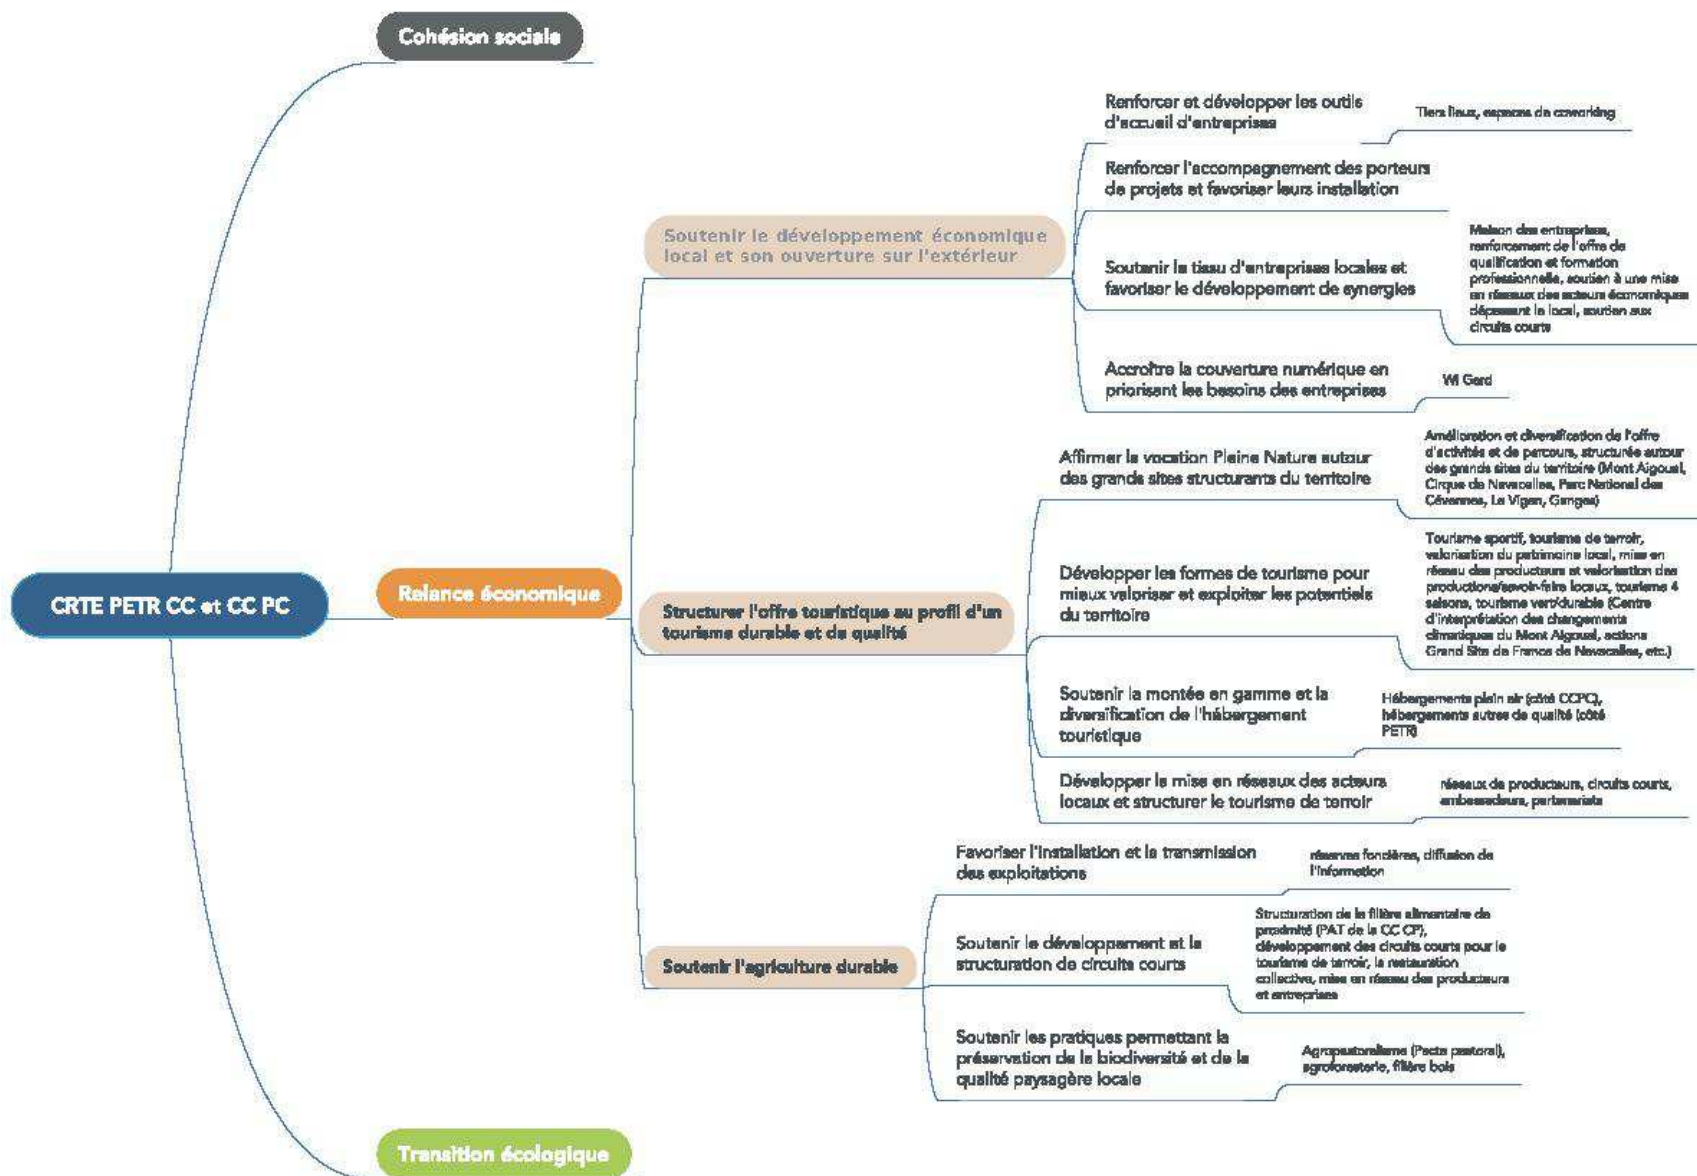 Cohésion sociale
Renforcer et développer les outils
d'accueil d'entreprises
Tiers lieux, espaces de coworking
Renforcer l'accompagnement des porteurs
de projets et favoriser leurs installation
Soutenir le développement économique
local et son ouverture sur l'extérieur
Soutenir le tissu d'entreprises locales et
favoriser le développement de synergies
Maison des entreprises,
renforcement de l'offre de
qualification et formation
professionnelle, soutien à une mise
en réseaux des acteurs économiques
dépassant le local, soutien aux
circuits courts
Accroître la couverture numérique en
priorisant les besoins des entreprises
Wi Gard
Affirmer la vocation Pleine Nature autour
des grands sites structurants du territoire
Amélioration et diversification de l'offre
d'activités et de parcours, structurée autour
des grands sites du territoire (Mont Aigoual,
Cirque de Navacelles, Parc National des
Cévennes, Le Vigan, Ganges)
CRTE PETR CC et CC PC
Relance économique
Structurer l'offre touristique au profil d'un
tourisme durable et de qualité
Développer les formes de tourisme pour
mieux valoriser et exploiter les potentiels
du territoire
Tourisme sportif, tourisme de terroir,
valorisation du patrimoine local, mise en
réseau des producteurs et valorisation des
productions/savoir-faire locaux, tourisme 4
saisons, tourisme vert/durable (Centre
d'interprétation des changements
climatiques du Mont Aigoual, actions
Grand Site de France de Navacelles, etc.)
Soutenir la montée en gamme et la
diversification de l'hébergement
touristique
Hébergements plein air (côté CCPC),
hébergements autres de qualité (côté
PETR)
Développer la mise en réseaux des acteurs
locaux et structurer le tourisme de terroir
réseaux de producteurs, circuits courts,
ambassadeurs, partenariats
Favoriser l'installation et la transmission
des exploitations
réserves foncières, diffusion de
l'information
Soutenir l'agriculture durable
Soutenir le développement et la
structuration de circuits courts
Structuration de la filière alimentaire de
proximité (PAT de la CC CP),
développement des circuits courts pour le
tourisme de terroir, la restauration
collective, mise en réseau des producteurs
et entreprises
Soutenir les pratiques permettant la
préservation de la biodiversité et de la
qualité paysagère locale
Agropastoralisme (Pacte pastoral),
agroforesterie, filière bois
Transition écologique